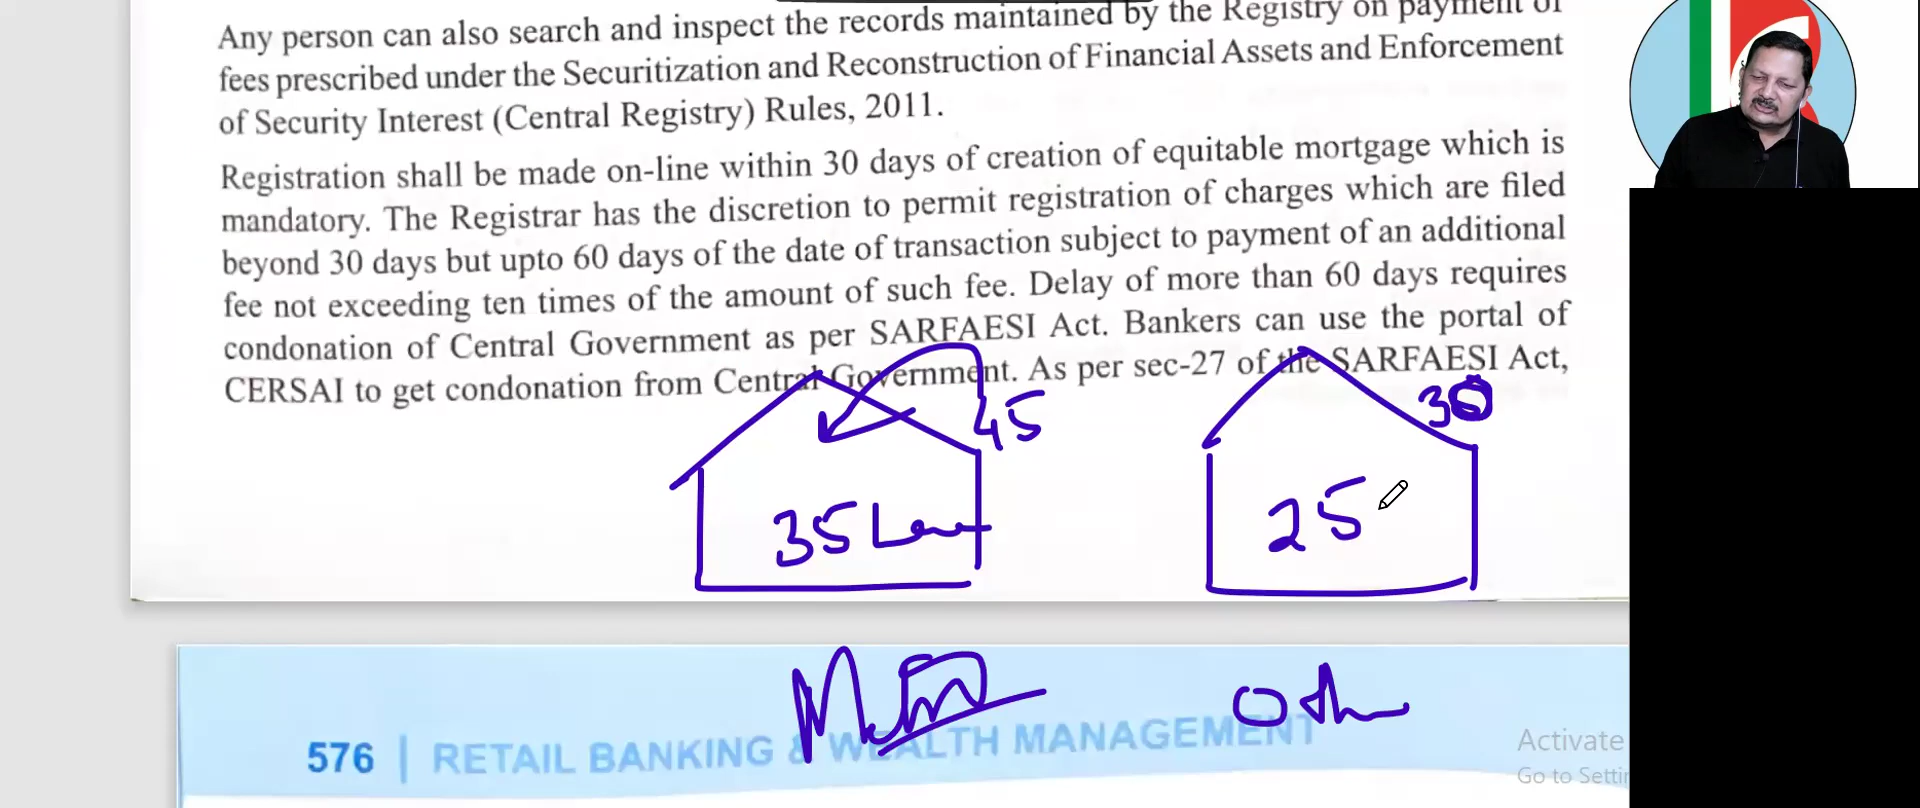 Any person can also search and inspect the records maintained by the Registry on payment of
fees prescribed under the Securitization and Reconstruction of Financial Assets and Enforcement
of Security Interest (Central Registry) Rules, 2011.
Registration shall be made on-line within 30 days of creation of equitable mortgage which is
mandatory. The Registrar has the discretion to permit registration of charges which are filed
beyond 30 days but upto 60 days of the date of transaction subject to payment of an additional
fee not exceeding ten times of the amount of such fee. Delay of more than 60 days requires
condonation of Central Government as per SARFAESI Act. Bankers can use the portal of
CERSAI to get condonation from Central Government. As per sec-27 of the SARFAESI Act,
45 30
35 25
576 | RETAIL BANKING & WEALTH MANAGEMENT
Activate
Go to Settin